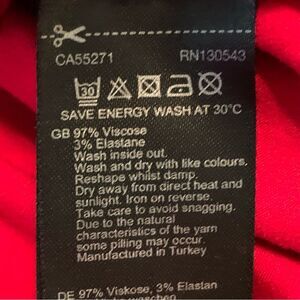 CA55271 RN130543
30
SAVE ENERGY WASH AT 30°C
GB 97% Viscose
3% Elastane
Wash inside out.
Wash and dry with like colours.
Reshape whilst damp.
Dry away from direct heat and
sunlight. Iron on reverse.
Take care to avoid snagging.
Due to the natural
characteristics of the yarn
some pilling may occur.
Manufactured in Turkey
DE 97% Viskose, 3% Elastan
waschen